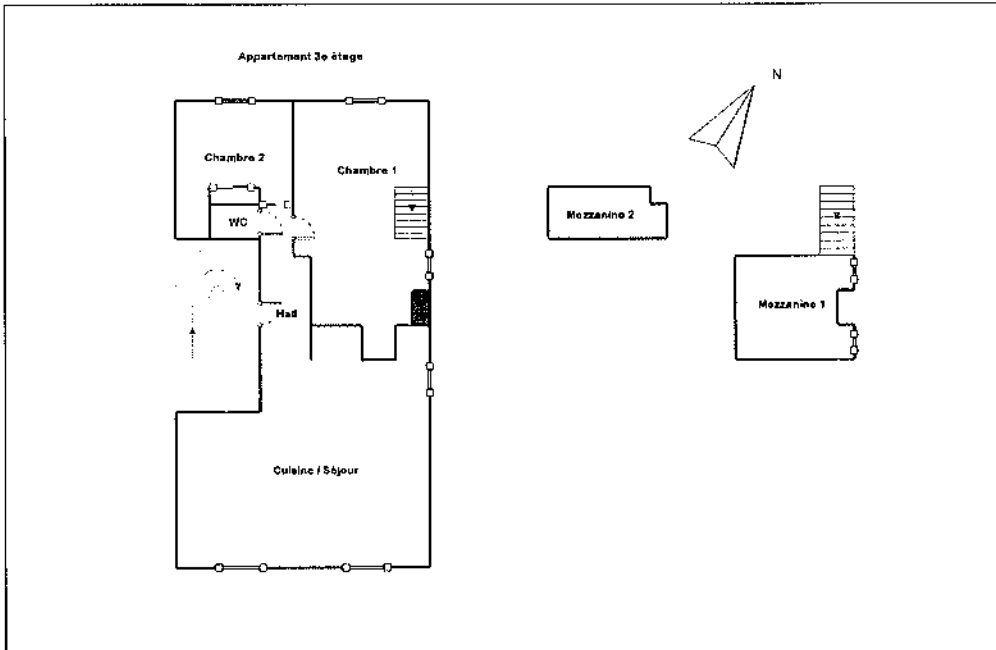 Appartement 3e étage
N
Chambre 2
Chambre 1
WC
Mezzanine 2
Mezzanine 1
Hall
Cuisine / Séjour